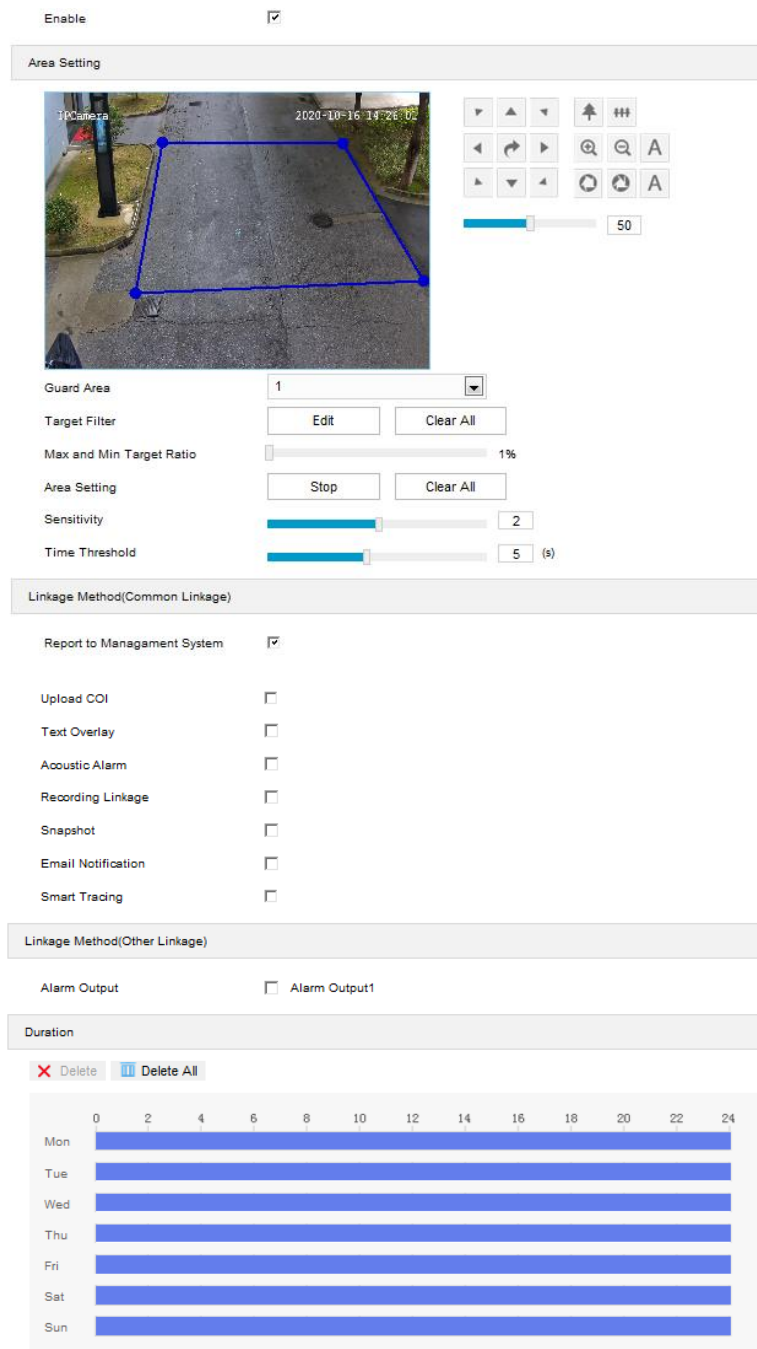 Enable
Area Setting
IPCamera 2020-10-16 14:26:02
A
A
50
Guard Area 1
Target Filter Edit Clear All
Max and Min Target Ratio 1%
Area Setting Stop Clear All
Sensitivity 2
Time Threshold 5 (s)
Linkage Method(Common Linkage)
Report to Managament System
Upload COI
Text Overlay
Acoustic Alarm
Recording Linkage
Snapshot
Email Notification
Smart Tracing
Linkage Method(Other Linkage)
Alarm Output Alarm Output1
Duration
Delete Delete All
0 2 4 6 8 10 12 14 16 18 20 22 24
Mon
Tue
Wed
Thu
Fri
Sat
Sun